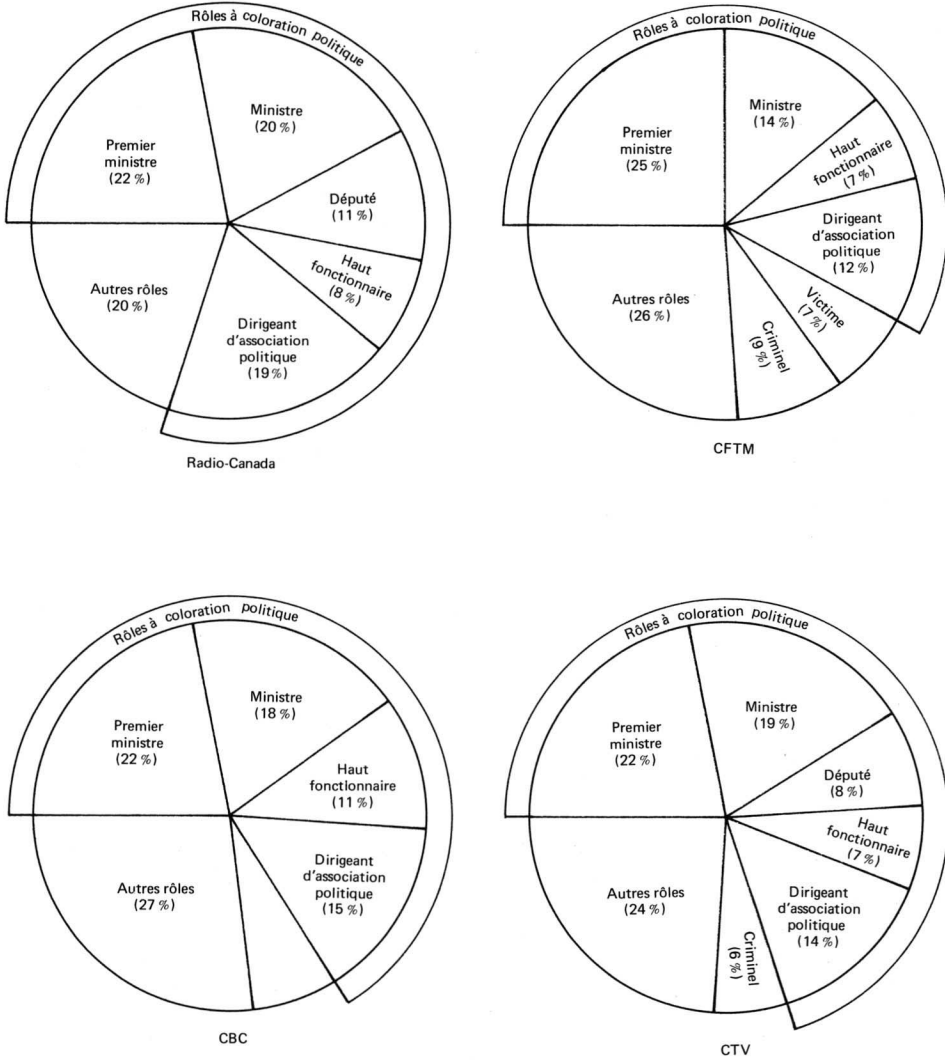 Rôles à coloration politique
Premier
ministre
(22 %)
Ministre
(20 %)
Député
(11 %)
Haut
fonctionnaire
(8 %)
Dirigeant
d'association
politique
(19 %)
Autres rôles
(20 %)
Radio-Canada
Rôles à coloration politique
Premier
ministre
(25 %)
Ministre
(14 %)
Haut
fonctionnaire
(7 %)
Dirigeant
d'association
politique
(12 %)
Victime
(7 %)
Criminel
(9 %)
Autres rôles
(26 %)
CFTM
Rôles à coloration politique
Premier
ministre
(22 %)
Ministre
(18 %)
Haut
fonctionnaire
(11 %)
Dirigeant
d'association
politique
(15 %)
Autres rôles
(27 %)
CBC
Rôles à coloration politique
Premier
ministre
(22 %)
Ministre
(19 %)
Député
(8 %)
Haut
fonctionnaire
(7 %)
Dirigeant
d'association
politique
(14 %)
Criminel
(6 %)
Autres rôles
(24 %)
CTV